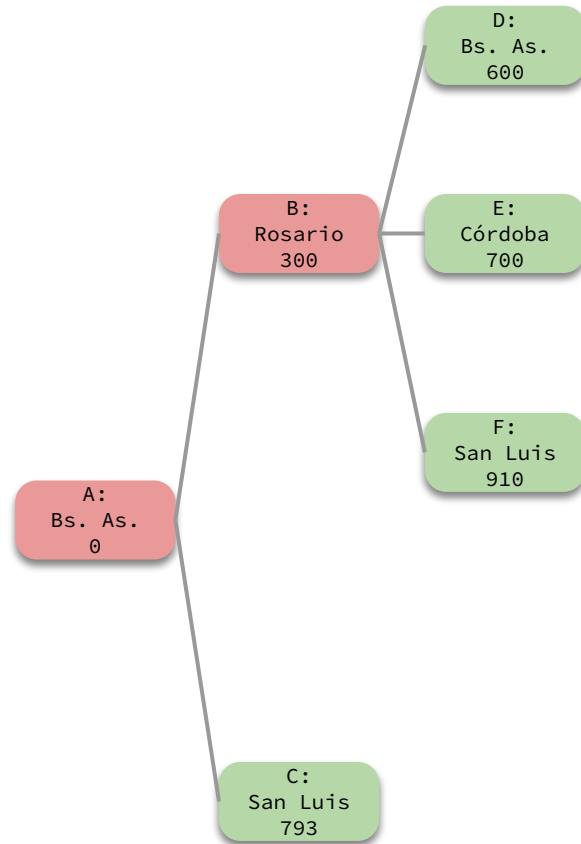 D:
Bs. As.
600
B:
Rosario
300
E:
Córdoba
700
F:
San Luis
910
A:
Bs. As.
0
C:
San Luis
793